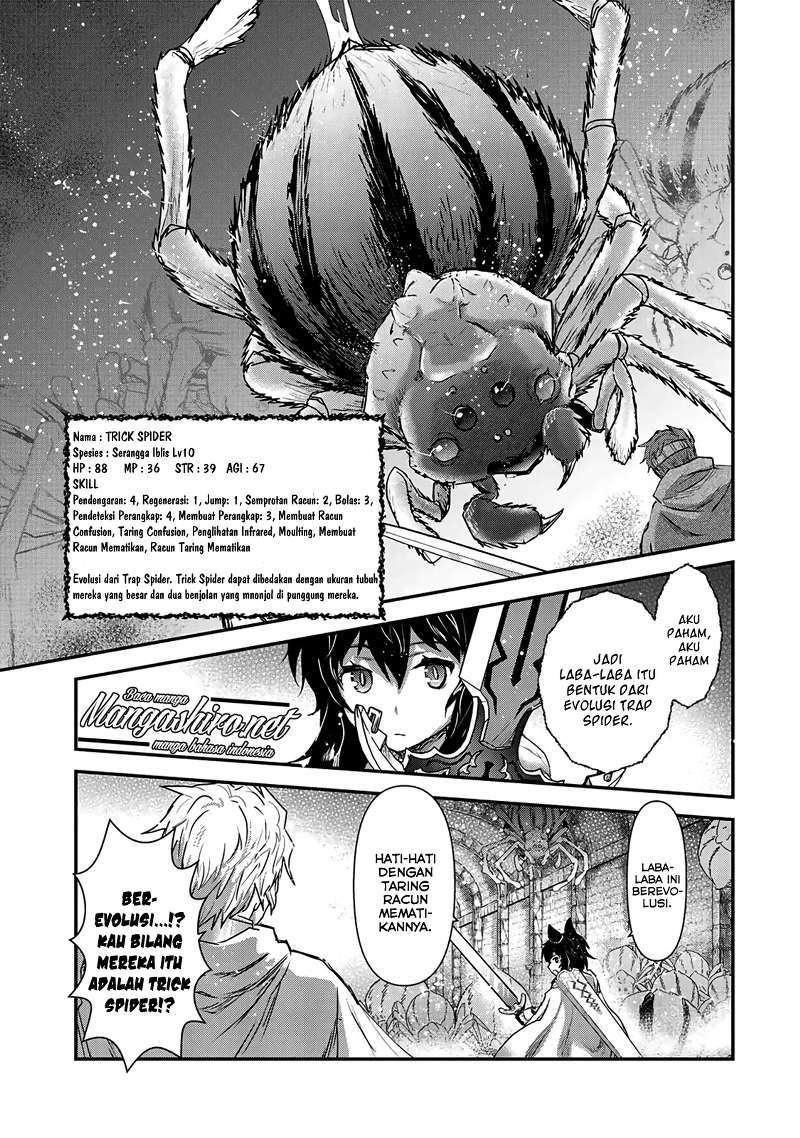 Nama : TRICK SPIDER
Spesies : Serangga Iblis Lv10
HP : 88 MP : 36 STR : 39 AGI : 67
SKILL
Pendengaran: 4, Regenerasi: 1, Jump: 1, Semprotan Racun: 2, Bolas: 3,
Pendeteksi Perangkap: 4, Membuat Perangkap: 3, Membuat Racun
Confusion, Taring Confusion, Penglihatan Infrared, Moulting, Membuat
Racun Mematikan, Racun Taring Mematikan
Evolusi dari Trap Spider. Trick Spider dapat dibedakan dengan ukuran tubuh
mereka yang besar dan dua benjolan yang mnonjol di punggung mereka.
AKU
PAHAM,
AKU
PAHAM
JADI
LABA-LABA ITU
BENTUK DARI
EVOLUSI TRAP
SPIDER.
Baca manga
Mangashiro.net
manga bahasa indonesia
LABA-
LABA INI
BEREVO-
LUSI.
HATI-HATI
DENGAN
TARING
RACUN
MEMATI-
KANNYA.
BER-
EVOLUSI...!?
KAU BILANG
MEREKA ITU
ADALAH TRICK
SPIDER!?